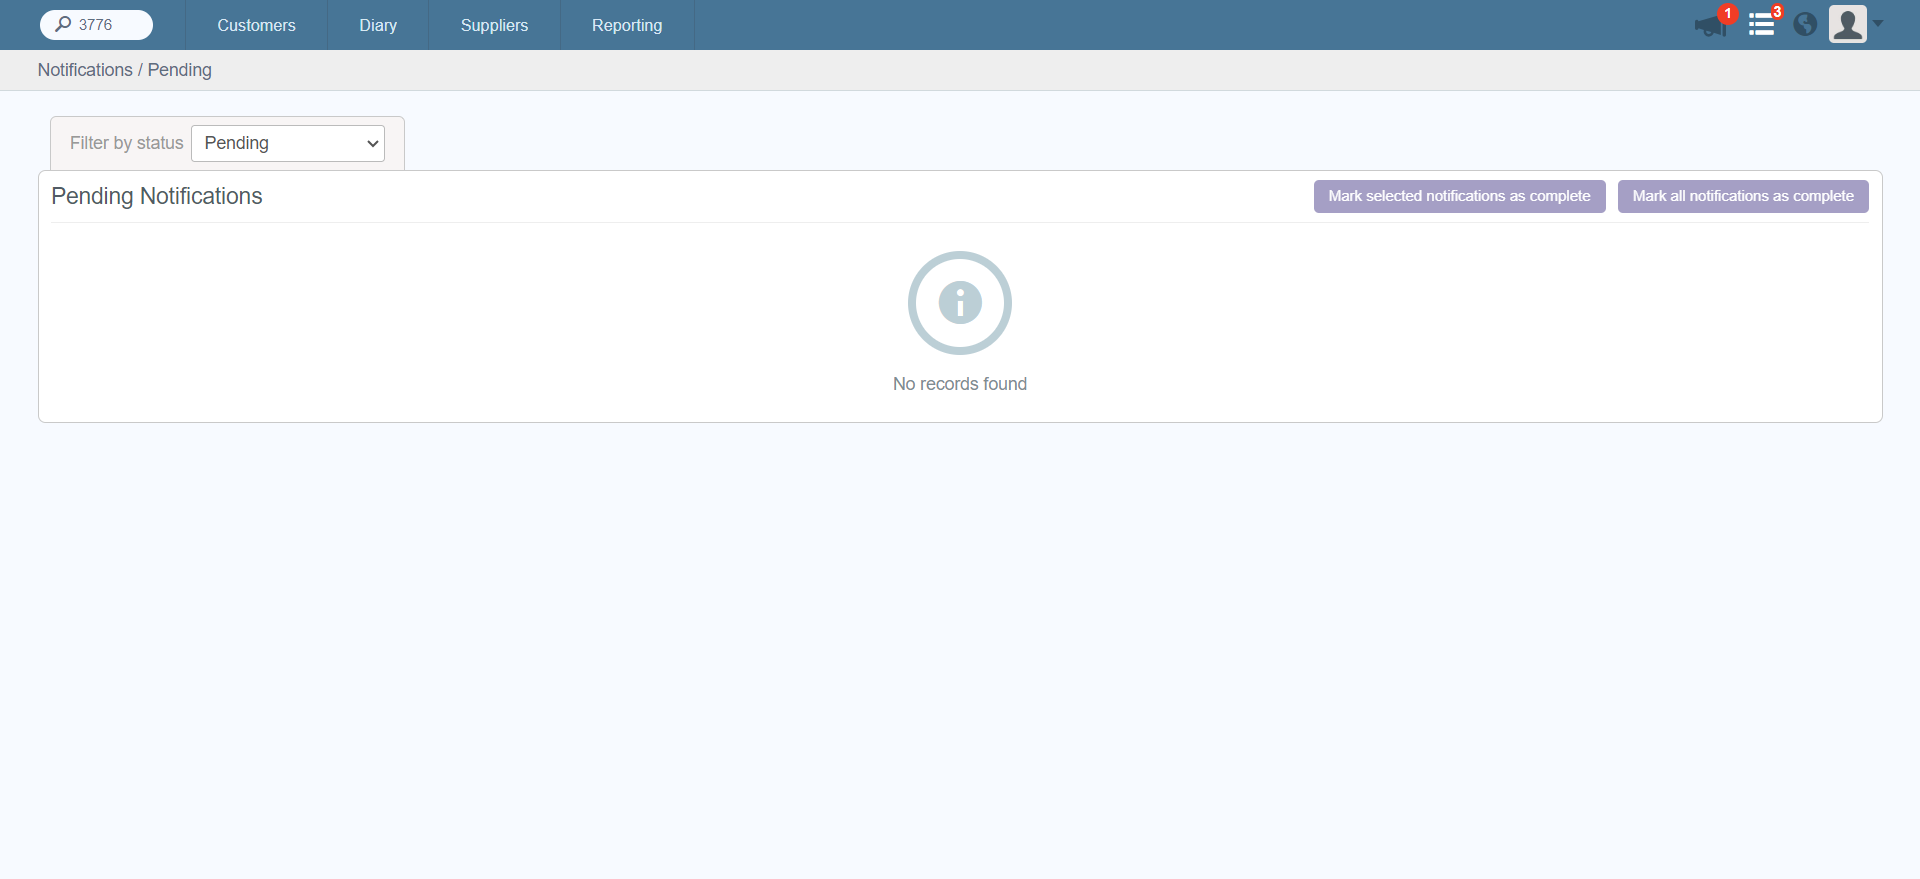 3776
Customers
Diary
Suppliers
Reporting
1
3
Notifications / Pending
Filter by status
Pending
Pending Notifications
Mark selected notifications as complete
Mark all notifications as complete
No records found